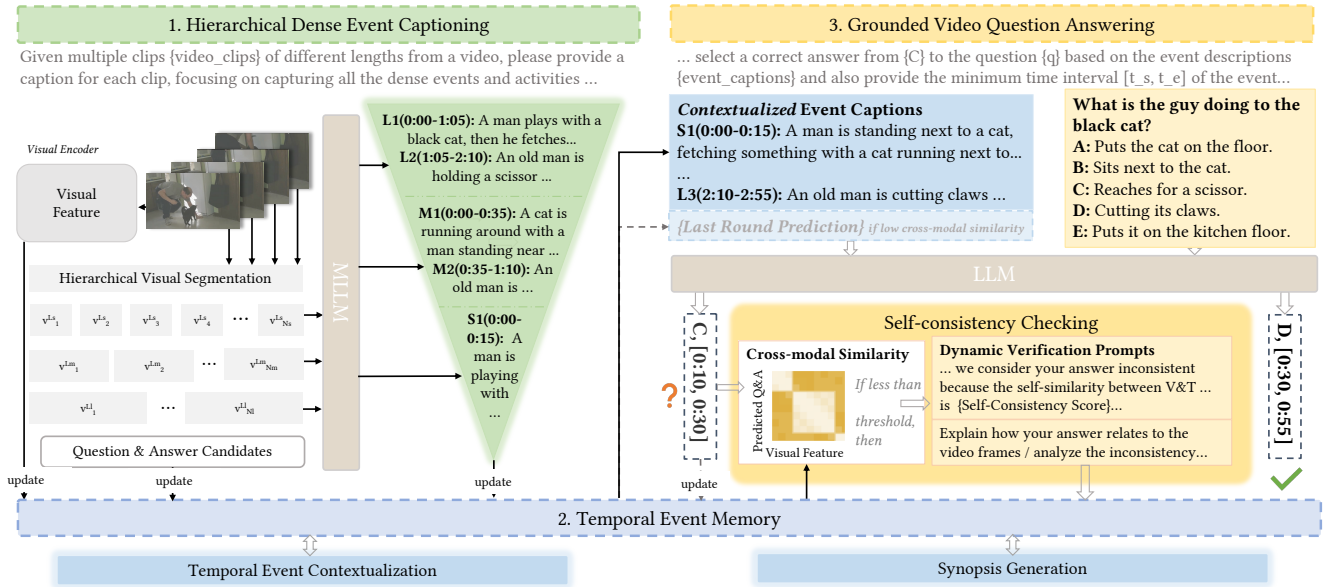 1. Hierarchical Dense Event Captioning
Given multiple clips {video_clips} of different lengths from a video, please provide a
caption for each clip, focusing on capturing all the dense events and activities ...
Visual Encoder
Visual
Feature
Hierarchical Visual Segmentation
v^Ls_1 v^Ls_2 v^Ls_3 v^Ls_4 ... v^Ls_Ns
v^Lm_1 v^Lm_2 ... v^Lm_Nm
v^Ll_1 ... v^Ll_Nl
Question & Answer Candidates
update
update
MLLM
L1(0:00-1:05): A man plays with a
black cat, then he fetches...
L2(1:05-2:10): An old man is
holding a scissor ...
M1(0:00-0:35): A cat is
running around with a
man standing near ...
M2(0:35-1:10): An
old man is ...
S1(0:00-
0:15): A
man is
playing
with
...
update
3. Grounded Video Question Answering
... select a correct answer from {C} to the question {q} based on the event descriptions
{event_captions} and also provide the minimum time interval [t_s, t_e] of the event...
Contextualized Event Captions
S1(0:00-0:15): A man is standing next to a cat,
fetching something with a cat running next to...
...
L3(2:10-2:55): An old man is cutting claws ...
{Last Round Prediction} if low cross-modal similarity
What is the guy doing to the
black cat?
A: Puts the cat on the floor.
B: Sits next to the cat.
C: Reaches for a scissor.
D: Cutting its claws.
E: Puts it on the kitchen floor.
LLM
?
C, [0:10, 0:30]
update
Self-consistency Checking
Cross-modal Similarity
Predicted Q&A
Visual Feature
If less than
threshold,
then
Dynamic Verification Prompts
... we consider your answer inconsistent
because the self-similarity between V&T ...
is {Self-Consistency Score}...
Explain how your answer relates to the
video frames / analyze the inconsistency...
D, [0:30, 0:55]
2. Temporal Event Memory
Temporal Event Contextualization
Synopsis Generation